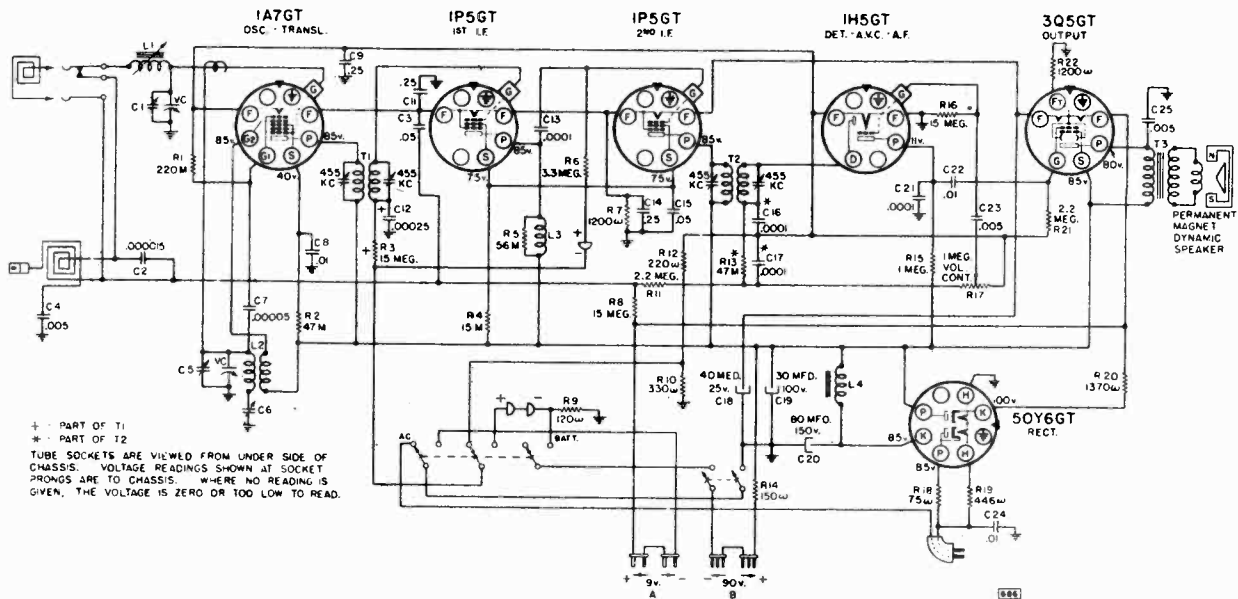 1A7GT
OSC. - TRANSL.
1P5GT
1ST I.F.
1P5GT
2ND I.F.
1H5GT
DET.-A.V.C.-A.F.
3Q5GT
OUTPUT
L1
C1
VC
R1
220M
C9
.25
G
F
F
G2
P
G1
S
85v.
85v.
40v.
T1
455
KC
455
KC
.25
C11
C3
.05
C12
.00025
R3
15 MEG.
G
F
F
P
S
85v.
75v.
C13
.0001
R6
3.3 MEG.
R5
56M
L3
R4
15 M
G
F
F
P
S
85v.
75v.
R7
1200ω
C14
.25
C15
.05
T2
455
KC
455
KC
C16
.0001
R13
47M
C17
.0001
R12
220ω
2.2 MEG.
R11
R8
15 MEG.
G
F
F
P
D
11v.
R16
15 MEG.
C21
.0001
C22
.01
C23
.005
R15
1 MEG.
1 MEG.
VOL.
CONT.
R17
2.2
MEG.
R21
R22
1200ω
F
FT
F
P
G
S
80v.
85v.
C25
.005
T3
N
S
PERMANENT
MAGNET
DYNAMIC
SPEAKER
.000015
C2
C4
.005
C7
.00005
C8
.01
R2
47M
L2
C5
VC
C6
R10
330ω
40 MED.
25v.
C18
30 MFD.
100v.
C19
L4
80 MFO.
150v.
C20
R20
1370ω
P
H
K
K
P
H
100v.
85v.
85v.
50Y6GT
RECT.
R18
75ω
R19
446ω
C24
.01
R14
150ω
+ -
R9
120ω
AC
BATT.
+ - PART OF T1
* - PART OF T2
TUBE SOCKETS ARE VIEWED FROM UNDER SIDE OF
CHASSIS. VOLTAGE READINGS SHOWN AT SOCKET
PRONGS ARE TO CHASSIS. WHERE NO READING IS
GIVEN, THE VOLTAGE IS ZERO OR TOO LOW TO READ.
+ 9v. -
A
- 90v. +
B